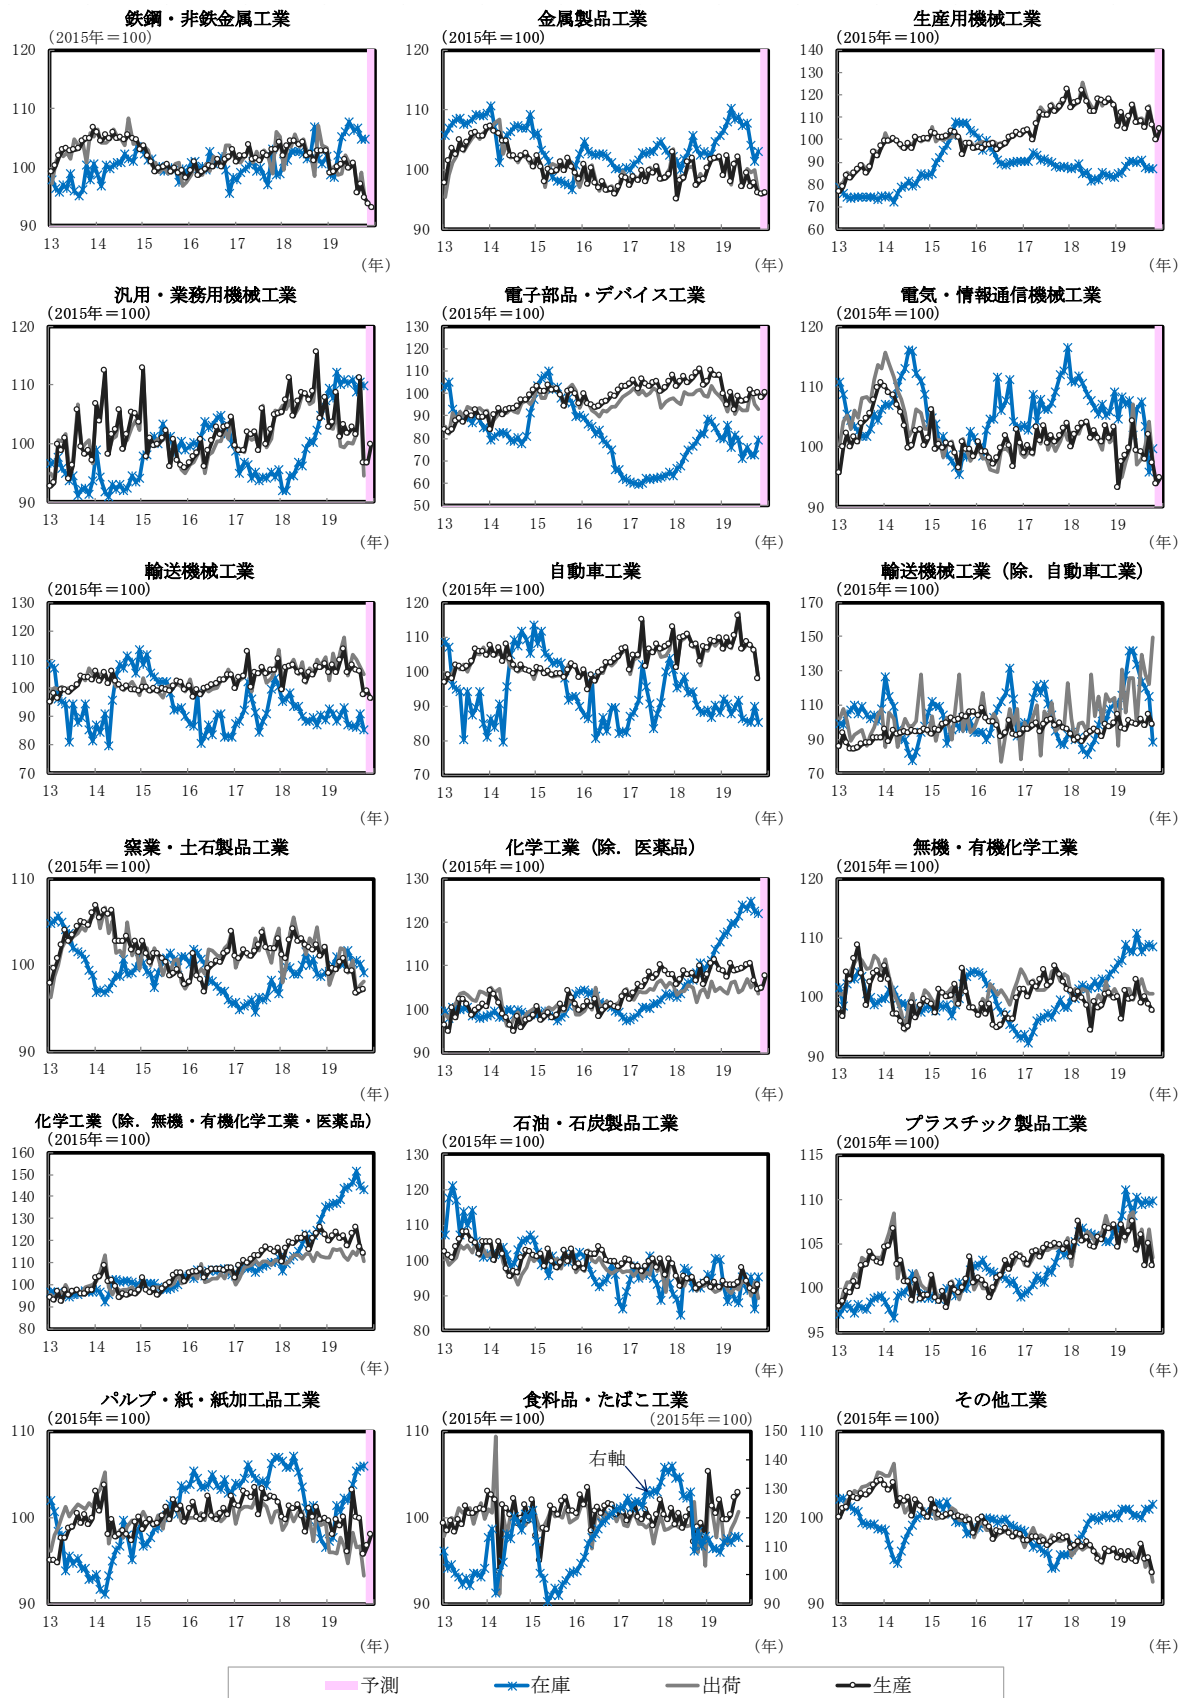 鉄鋼・非鉄金属工業
(2015年＝100)
120
110
100
90
13 14 15 16 17 18 19
(年)
金属製品工業
(2015年＝100)
120
110
100
90
13 14 15 16 17 18 19
(年)
生産用機械工業
(2015年＝100)
140
130
120
110
100
90
80
70
60
13 14 15 16 17 18 19
(年)
汎用・業務用機械工業
(2015年＝100)
120
110
100
90
13 14 15 16 17 18 19
(年)
電子部品・デバイス工業
(2015年＝100)
130
120
110
100
90
80
70
60
50
13 14 15 16 17 18 19
(年)
電気・情報通信機械工業
(2015年＝100)
120
110
100
90
13 14 15 16 17 18 19
(年)
輸送機械工業
(2015年＝100)
130
120
110
100
90
80
70
13 14 15 16 17 18 19
(年)
自動車工業
(2015年＝100)
120
110
100
90
80
70
13 14 15 16 17 18 19
(年)
輸送機械工業（除．自動車工業）
(2015年＝100)
170
150
130
110
90
70
13 14 15 16 17 18 19
(年)
窯業・土石製品工業
(2015年＝100)
110
100
90
13 14 15 16 17 18 19
(年)
化学工業（除．医薬品）
(2015年＝100)
130
120
110
100
90
13 14 15 16 17 18 19
(年)
無機・有機化学工業
(2015年＝100)
120
110
100
90
13 14 15 16 17 18 19
(年)
化学工業（除．無機・有機化学工業・医薬品）
(2015年＝100)
160
150
140
130
120
110
100
90
80
13 14 15 16 17 18 19
(年)
石油・石炭製品工業
(2015年＝100)
130
120
110
100
90
80
13 14 15 16 17 18 19
(年)
プラスチック製品工業
(2015年＝100)
115
110
105
100
95
13 14 15 16 17 18 19
(年)
パルプ・紙・紙加工品工業
(2015年＝100)
110
100
90
13 14 15 16 17 18 19
(年)
食料品・たばこ工業
(2015年＝100) (2015年＝100)
110
100
90
右軸
150
140
130
120
110
100
90
13 14 15 16 17 18 19
(年)
その他工業
(2015年＝100)
110
100
90
13 14 15 16 17 18 19
(年)
予測 在庫 出荷 生産